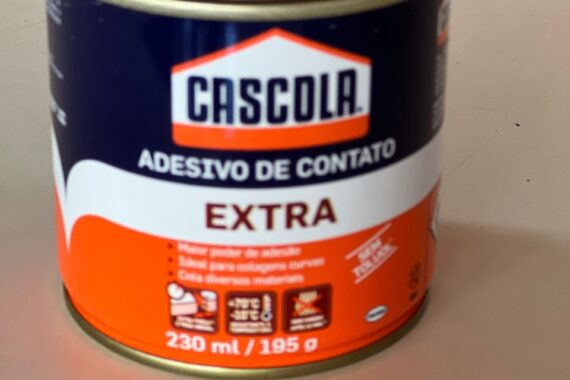 CASCOLA
ADESIVO DE CONTATO
EXTRA
• Maior poder de adesão
• Ideal para colagens curvas
• Cola diversos materiais
SEM
TOLUOL
+70°C
230 ml / 195 g